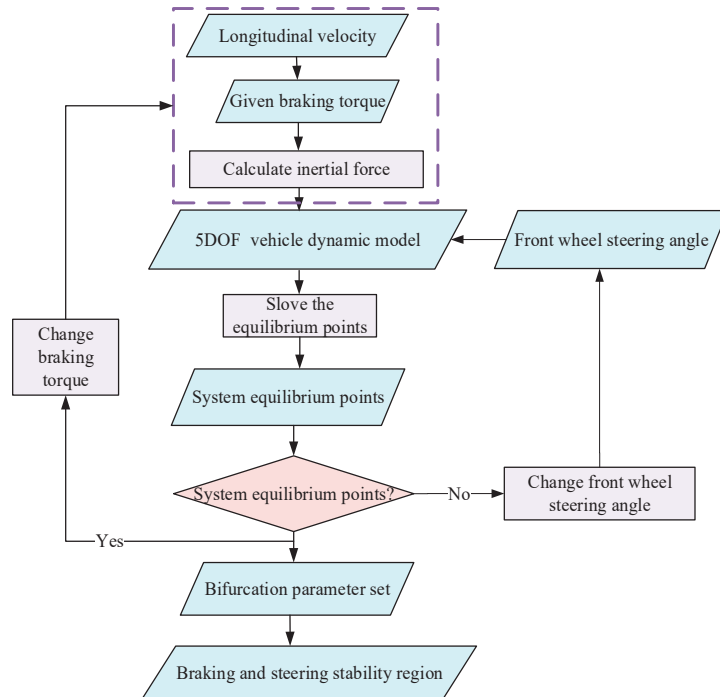 Longitudinal velocity
Given braking torque
Calculate inertial force
5DOF vehicle dynamic model
Front wheel steering angle
Slove the
equilibrium points
Change
braking
torque
System equilibrium points
System equilibrium points?
No
Change front wheel
steering angle
Yes
Bifurcation parameter set
Braking and steering stability region